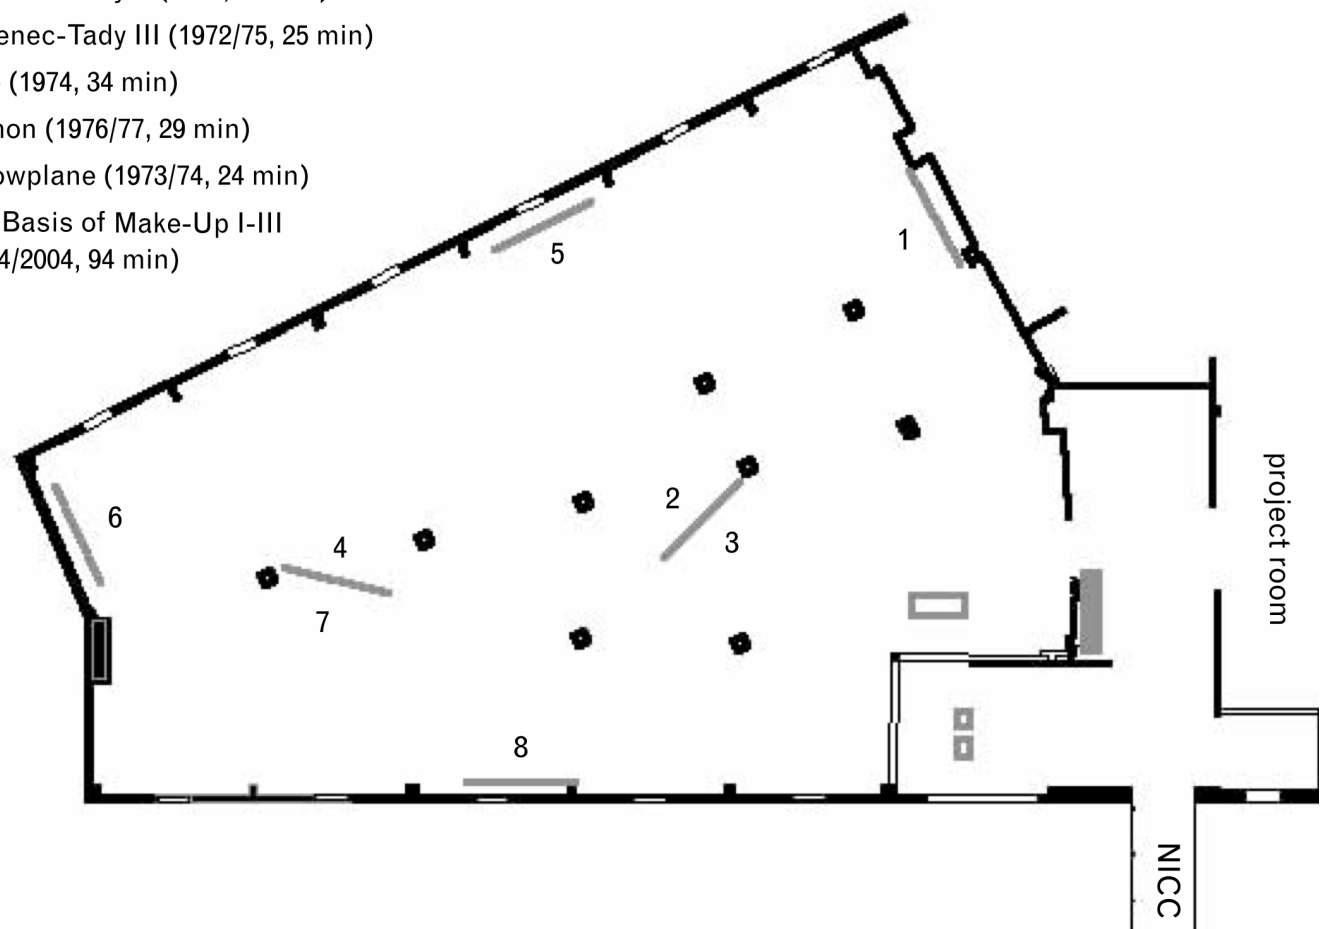 enec-Tady III (1972/75, 25 min)
(1974, 34 min)
non (1976/77, 29 min)
owplane (1973/74, 24 min)
Basis of Make-Up I-III
4/2004, 94 min)
5
1
6
2
4
3
7
8
project room
NICC